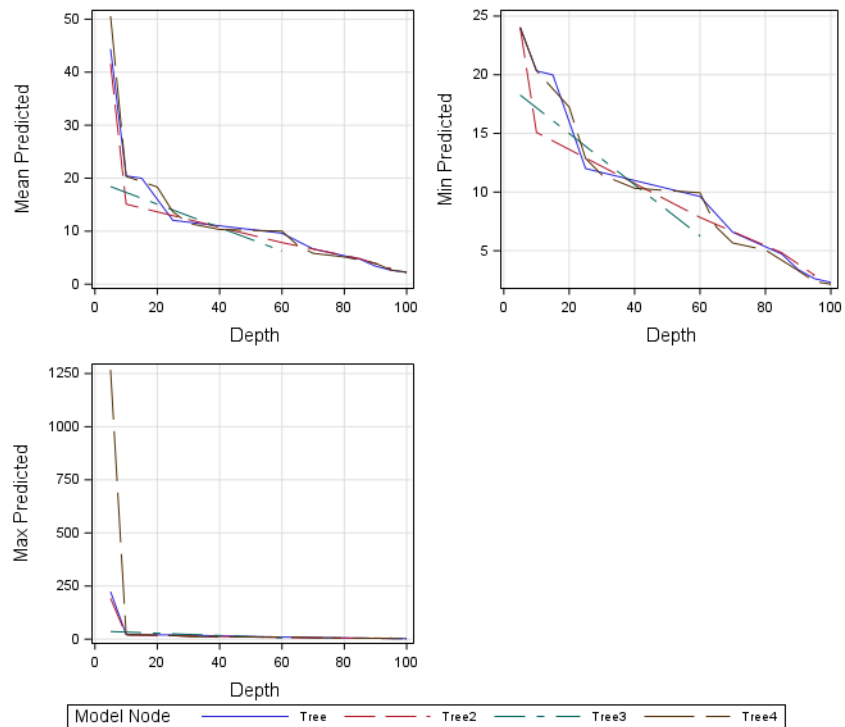 50
40
30
20
10
0
Mean Predicted
0 20 40 60 80 100
Depth
25
20
15
10
5
Min Predicted
0 20 40 60 80 100
Depth
1250
1000
750
500
250
0
Max Predicted
0 20 40 60 80 100
Depth
Model Node Tree Tree2 Tree3 Tree4